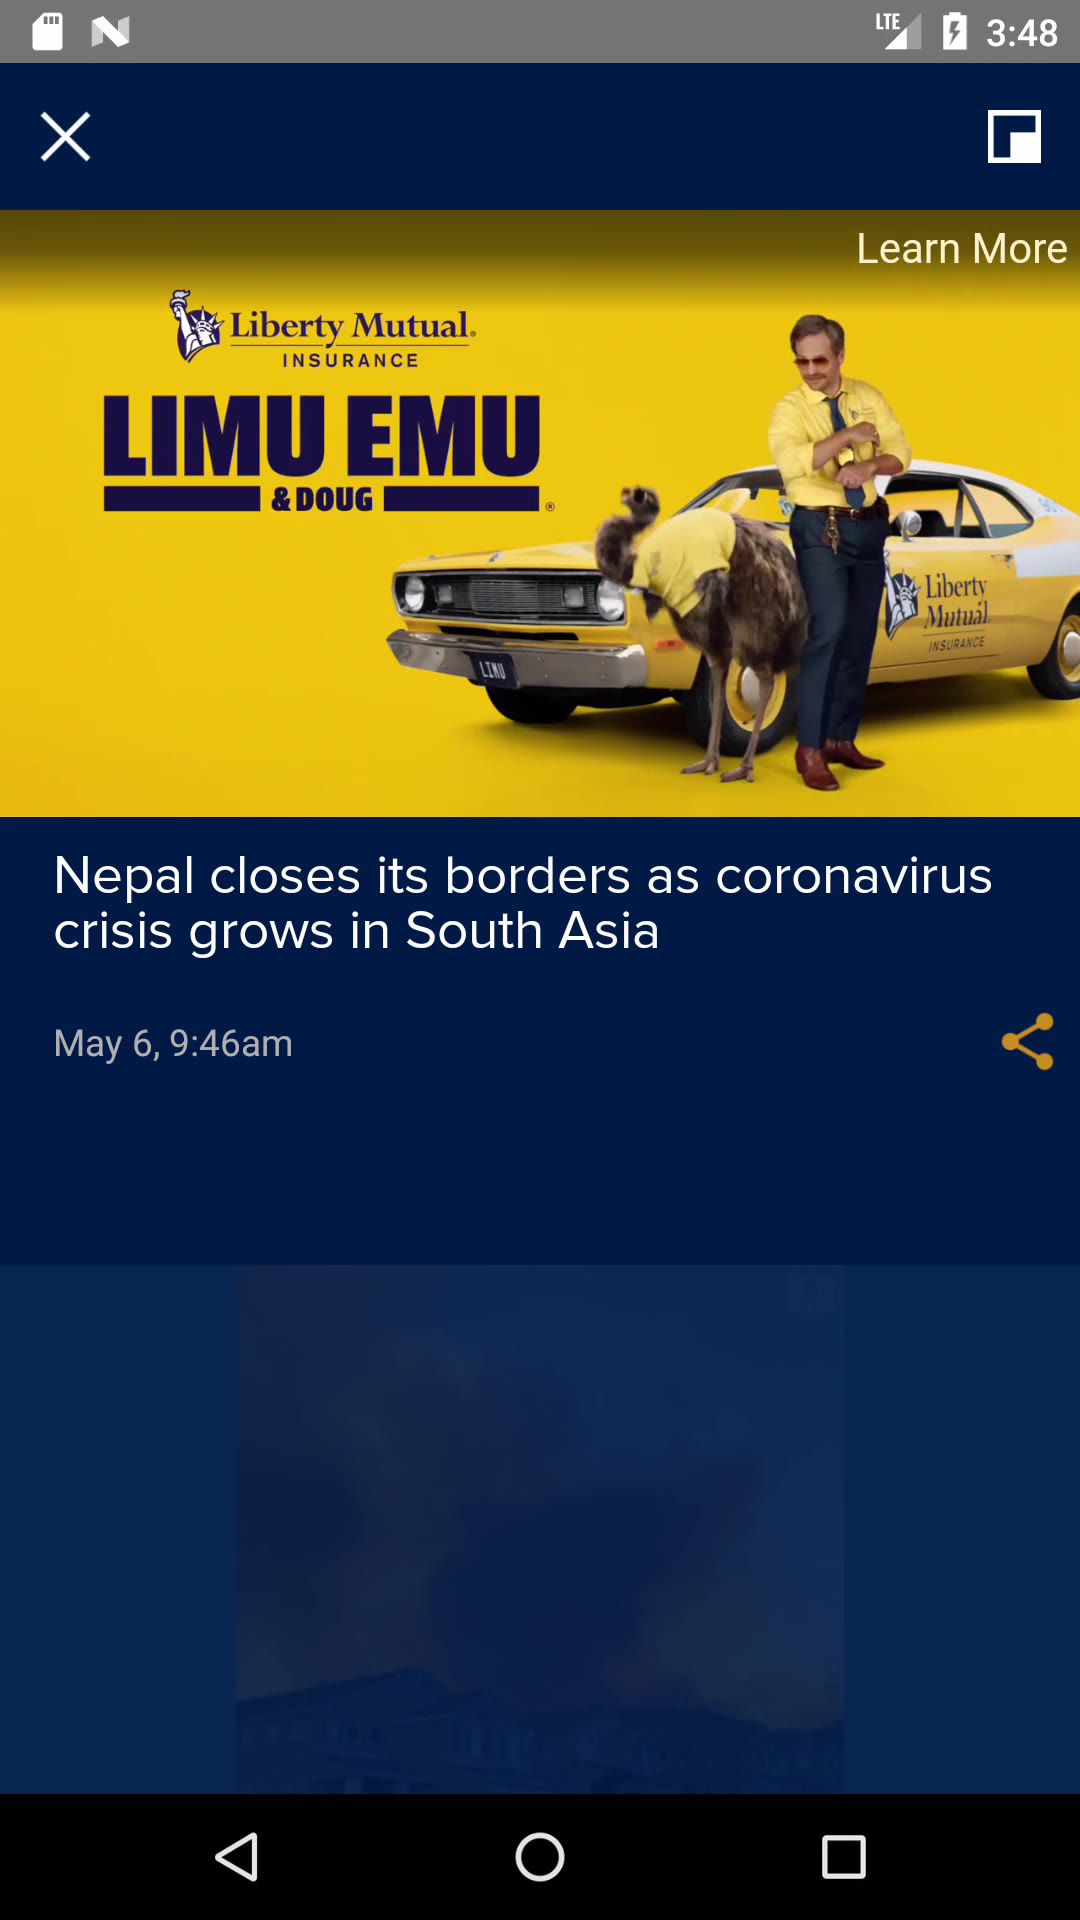 LTE 3:48
Learn More
Liberty Mutual®
INSURANCE
LIMU EMU
& DOUG ®
Liberty
Mutual
INSURANCE
LIMU
Nepal closes its borders as coronavirus
crisis grows in South Asia
May 6, 9:46am